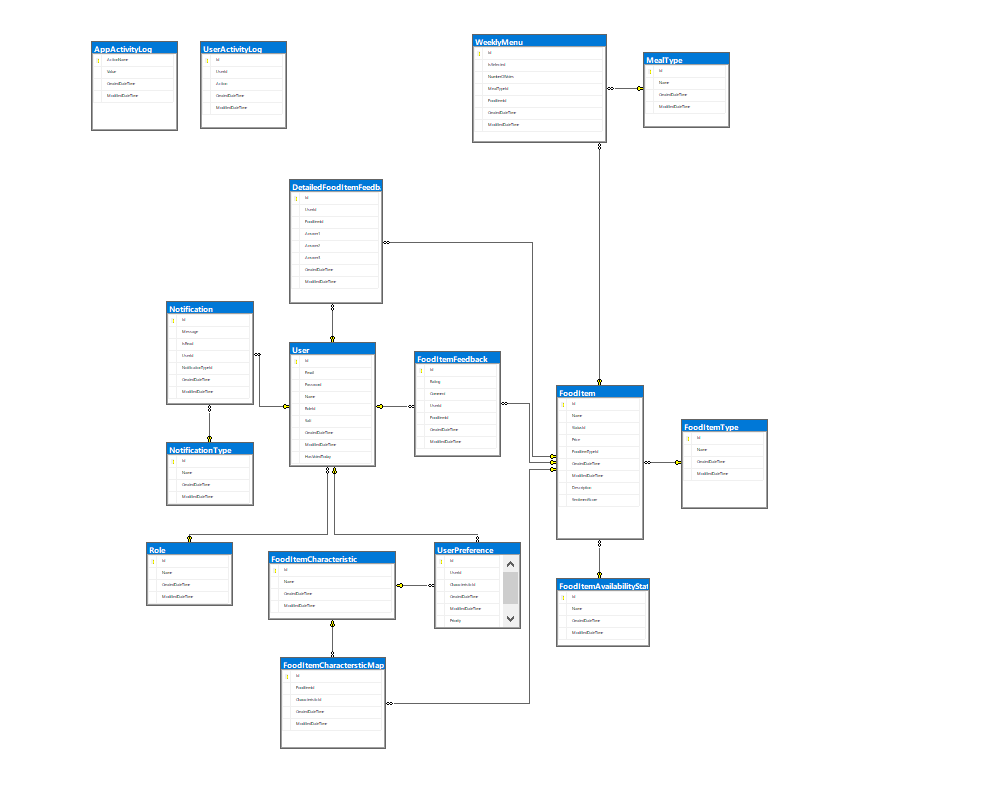 AppActivityLog
ActionName
Value
CreatedDateTime
ModifiedDateTime
UserActivityLog
Id
UserId
Action
CreatedDateTime
ModifiedDateTime
WeeklyMenu
Id
IsSelected
NumberOfVotes
MealTypeId
FoodItemId
CreatedDateTime
ModifiedDateTime
MealType
Id
Name
CreatedDateTime
ModifiedDateTime
DetailedFoodItemFeedb
Id
UserId
FoodItemId
Answer1
Answer2
Answer3
CreatedDateTime
ModifiedDateTime
Notification
Id
Message
IsRead
UserId
NotificationTypeId
CreatedDateTime
ModifiedDateTime
User
Id
Email
Password
Name
RoleId
Salt
CreatedDateTime
ModifiedDateTime
HasVotedToday
FoodItemFeedback
Id
Rating
Comment
UserId
FoodItemId
CreatedDateTime
ModifiedDateTime
FoodItem
Id
Name
StatusId
Price
FoodItemTypeId
CreatedDateTime
ModifiedDateTime
Description
SentimentScore
FoodItemType
Id
Name
CreatedDateTime
ModifiedDateTime
NotificationType
Id
Name
CreatedDateTime
ModifiedDateTime
Role
Id
Name
CreatedDateTime
ModifiedDateTime
FoodItemCharacteristic
Id
Name
CreatedDateTime
ModifiedDateTime
UserPreference
Id
UserId
CharacteristicId
CreatedDateTime
ModifiedDateTime
Priority
FoodItemAvailabilityStat
Id
Name
CreatedDateTime
ModifiedDateTime
FoodItemCharactersticMap
Id
FoodItemId
CharacteristicId
CreatedDateTime
ModifiedDateTime